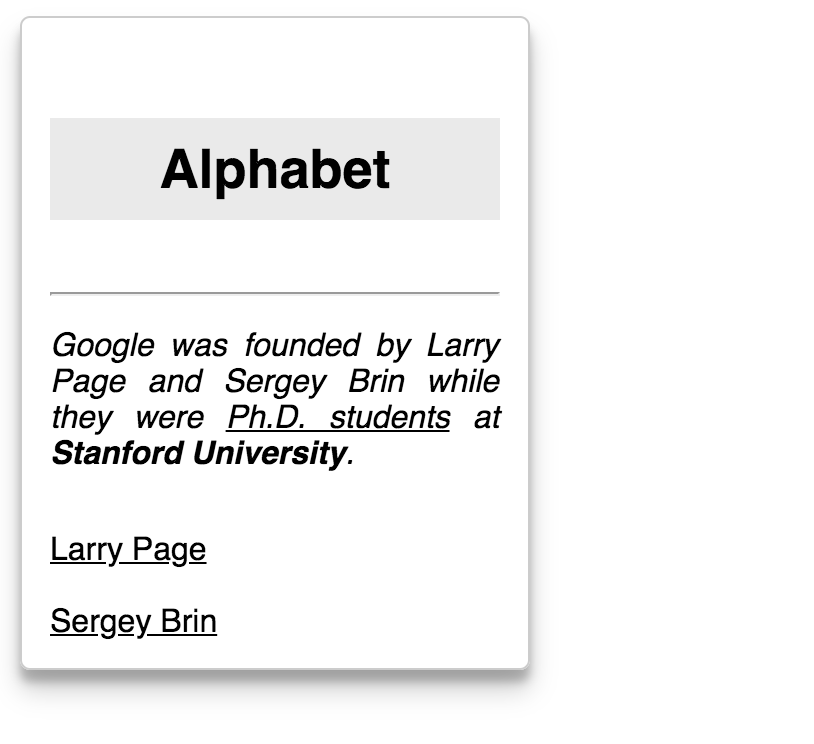 Alphabet
Google was founded by Larry
Page and Sergey Brin while
they were Ph.D. students at
Stanford University.
Larry Page
Sergey Brin